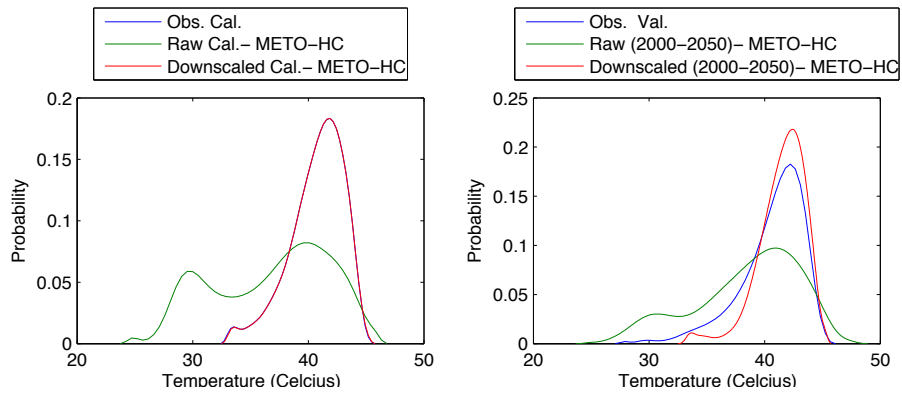 Obs. Cal.
Raw Cal.− METO−HC
Downscaled Cal.− METO−HC
0.2
0.15
0.1
0.05
0
20
30
40
50
Probability
Temperature (Celcius)
Obs. Val.
Raw (2000−2050)− METO−HC
Downscaled (2000−2050)− METO−HC
0.25
0.2
0.15
0.1
0.05
0
20
30
40
50
Probability
Temperature (Celcius)